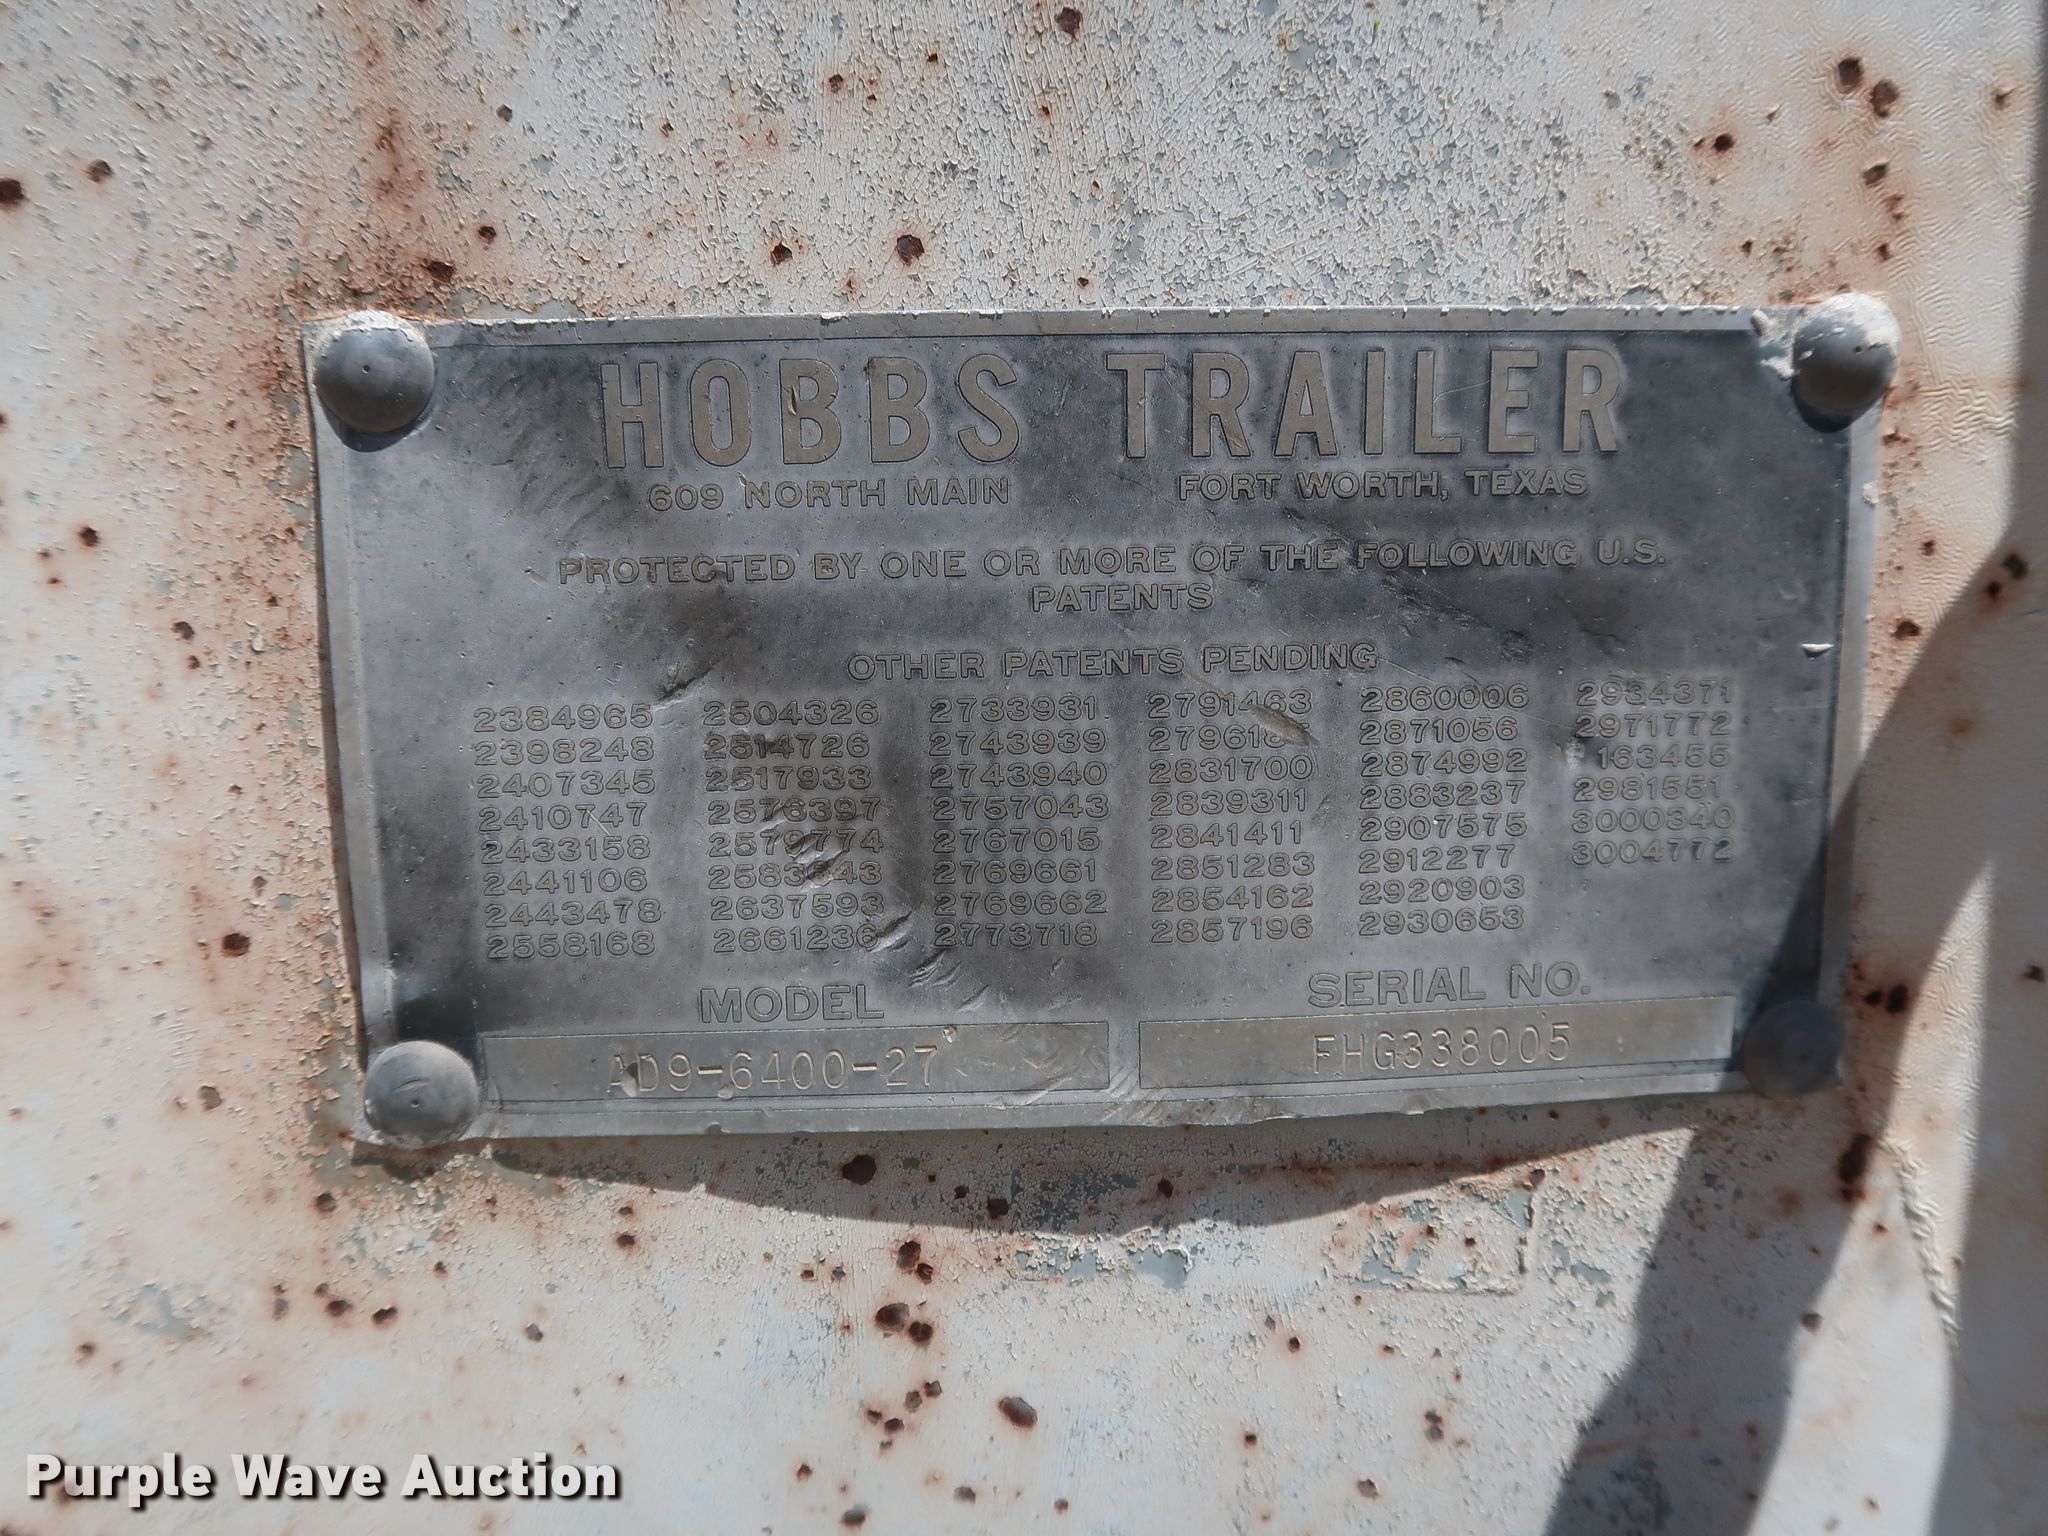 HOBBS TRAILER
609 NORTH MAIN FORT WORTH, TEXAS
PROTECTED BY ONE OR MORE OF THE FOLLOWING U.S.
PATENTS
OTHER PATENTS PENDING
2384965 2504326 2733931 2791463 2860006 2934371
2398248 2514726 2743939 2871056 2971772
2407345 2517933 2743940 2831700 2874992 163455
2410747 2576397 2757043 2839311 2883237 2981551
2433158 2579774 2767015 2841411 2907575 3000340
2441106 2769661 2851283 2912277 3004772
2443478 2637593 2769662 2854162 2920903
2558168 2661236 2773718 2857196 2930653
MODEL SERIAL NO.
AD9-6400-27 FHG338005
Purple Wave Auction